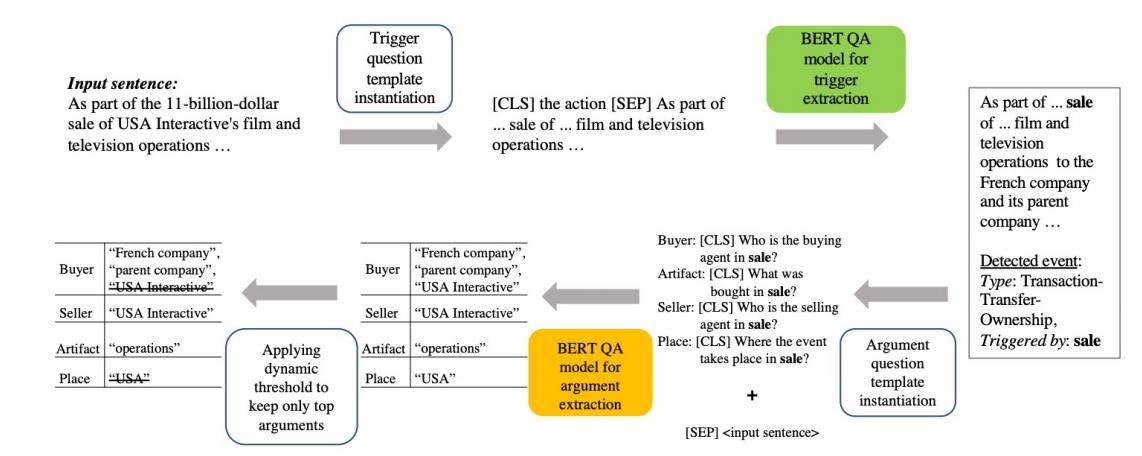 Input sentence:
As part of the 11-billion-dollar
sale of USA Interactive's film and
television operations …
Trigger
question
template
instantiation
[CLS] the action [SEP] As part of
... sale of ... film and television
operations …
BERT QA
model for
trigger
extraction
As part of ... sale
of ... film and
television
operations to the
French company
and its parent
company …
Detected event:
Type: Transaction-
Transfer-
Ownership,
Triggered by: sale
Argument
question
template
instantiation
Buyer: [CLS] Who is the buying
agent in sale?
Artifact: [CLS] What was
bought in sale?
Seller: [CLS] Who is the selling
agent in sale?
Place: [CLS] Where the event
takes place in sale?
+
[SEP] <input sentence>
BERT QA
model for
argument
extraction
Buyer
“French company”,
“parent company”,
“USA Interactive”
Seller “USA Interactive”
Artifact “operations”
Place “USA”
Applying
dynamic
threshold to
keep only top
arguments
Buyer
“French company”,
“parent company”,
“USA Interactive”
Seller “USA Interactive”
Artifact “operations”
Place “USA”